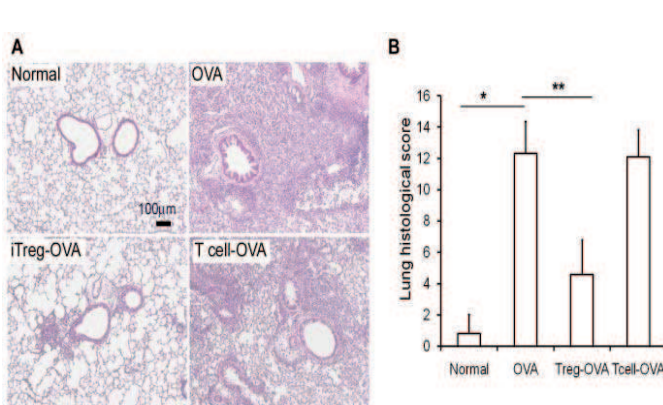 A
Normal
OVA
100μm
iTreg-OVA
T cell-OVA
B
Lung histological score
16
14
12
10
8
6
4
2
0
*
**
Normal OVA Treg-OVA Tcell-OVA